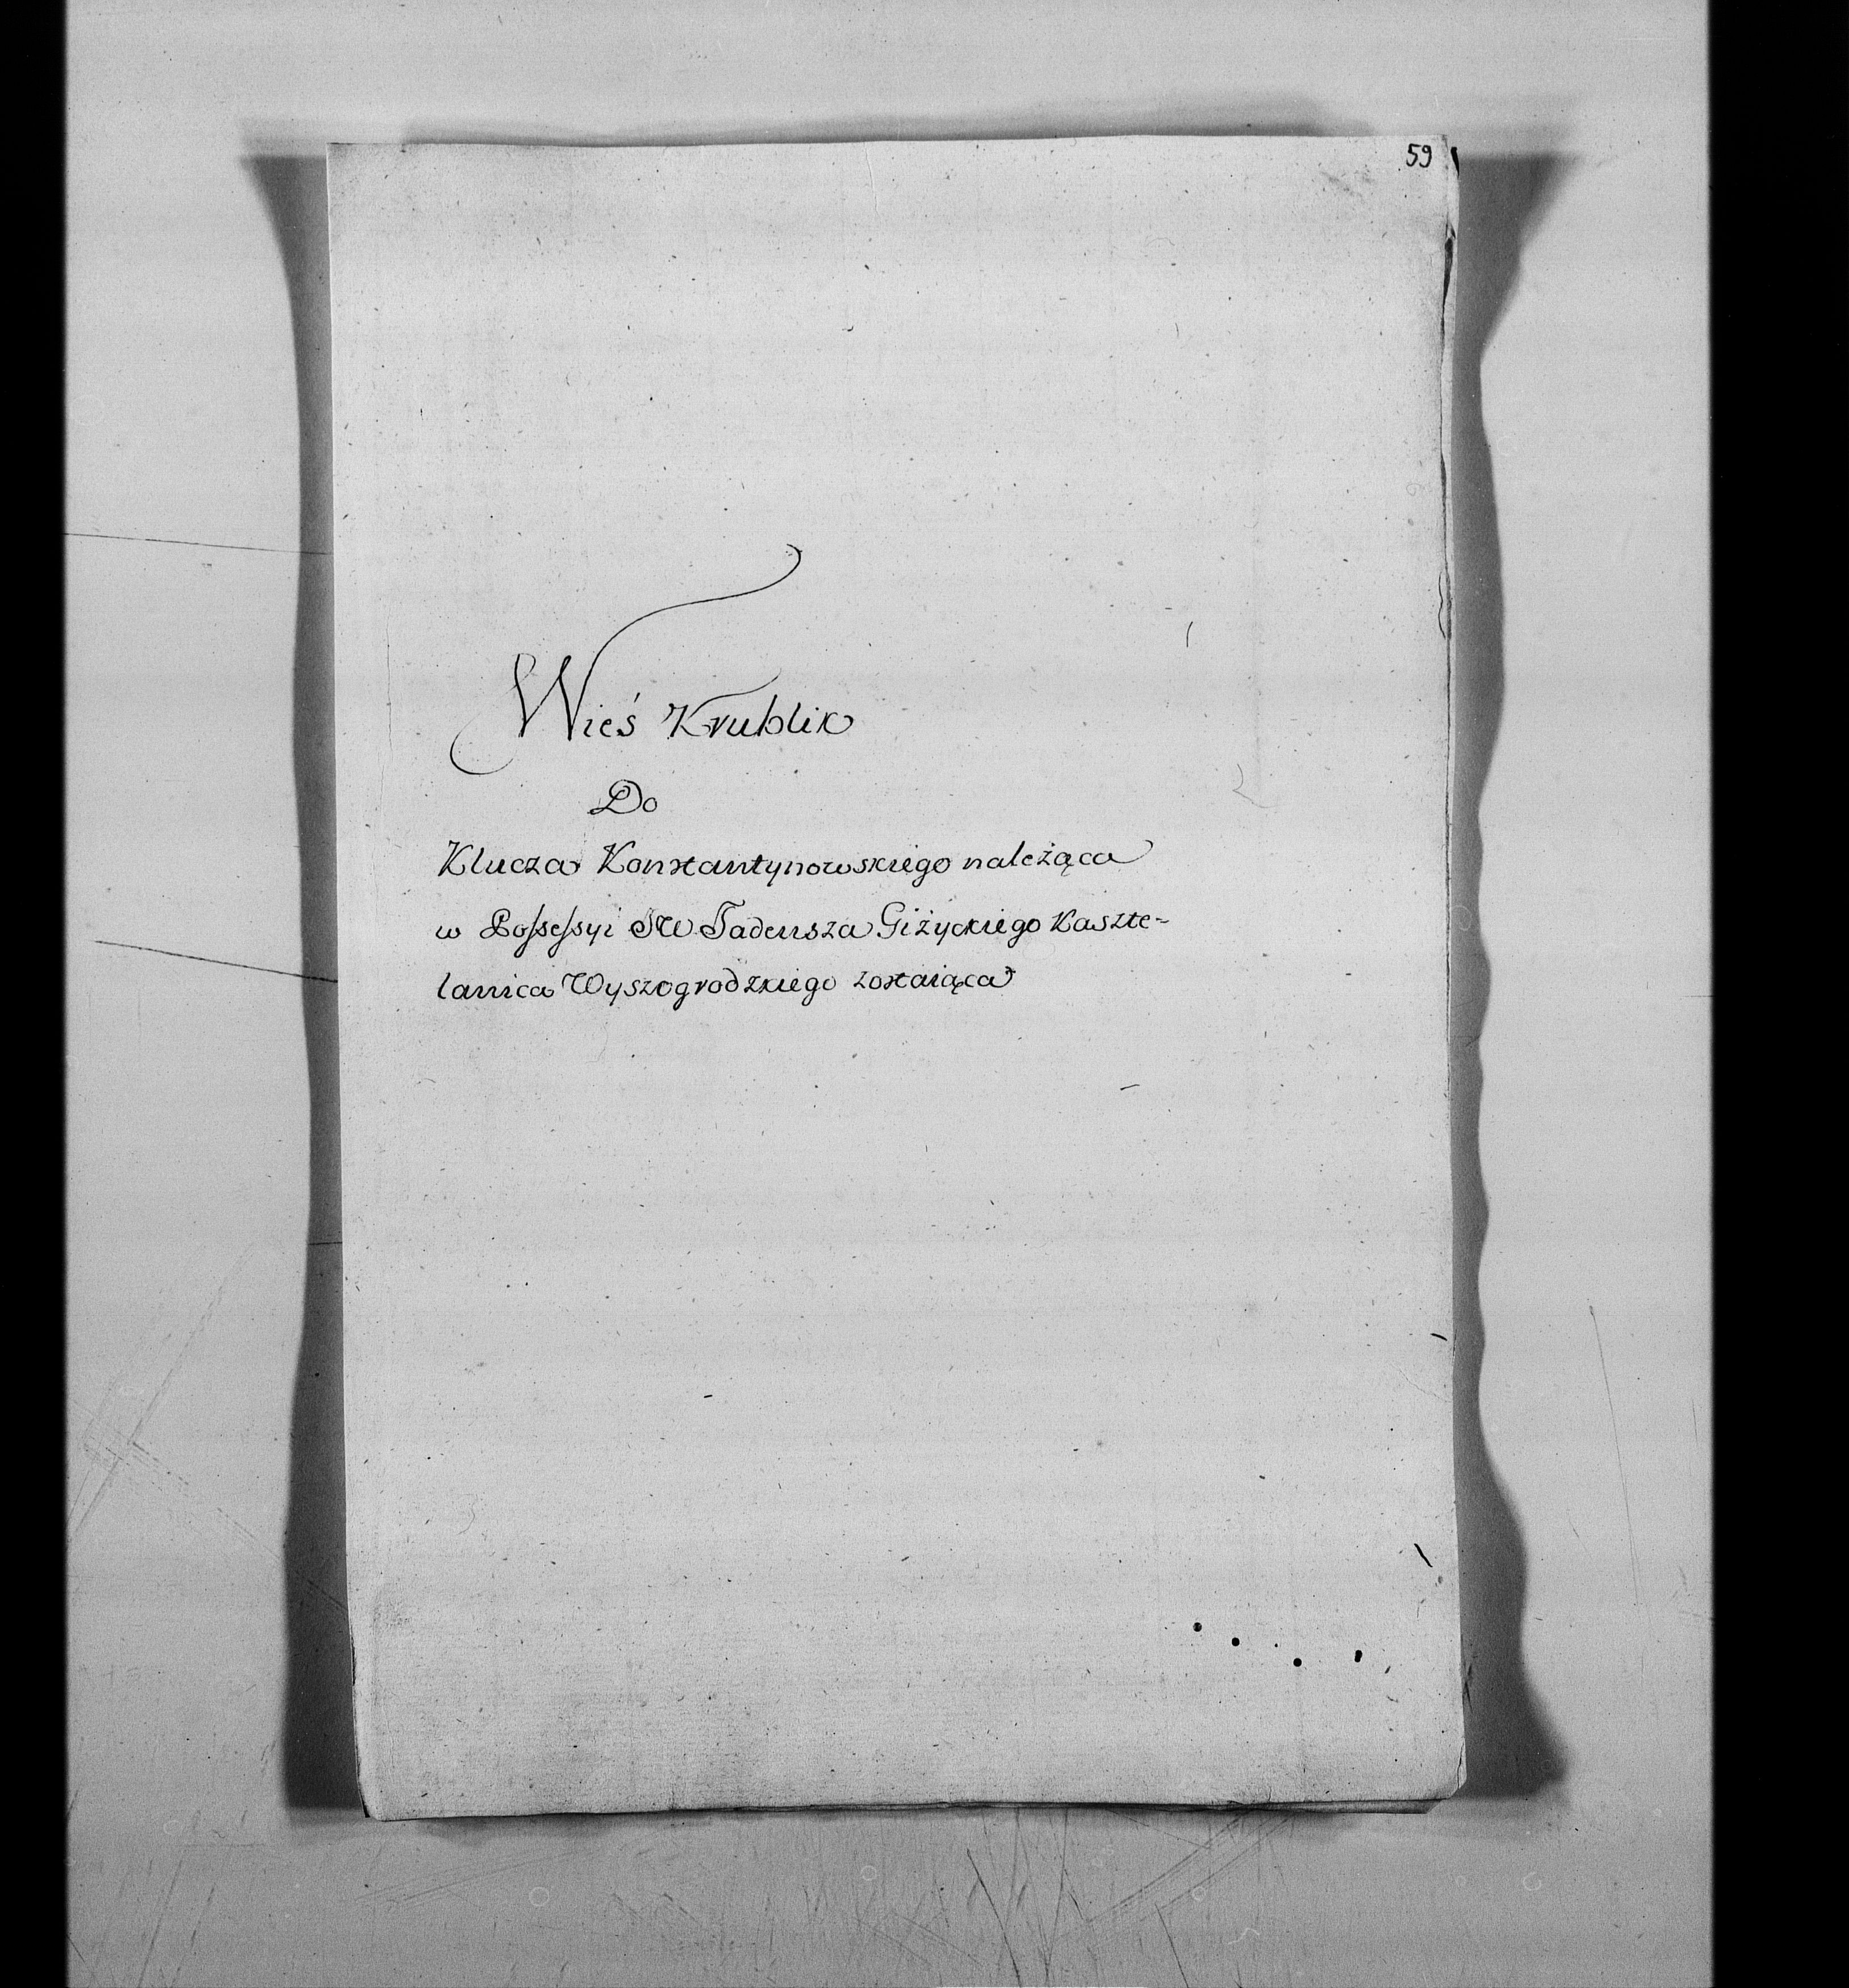 59
Wieś Krublik
Do
Klucza Konstantynowskiego należąca
w Possessyi JW Tadeusza Giżyckiego Kaszte-
lanica Wyszogrodzkiego zostaiąca